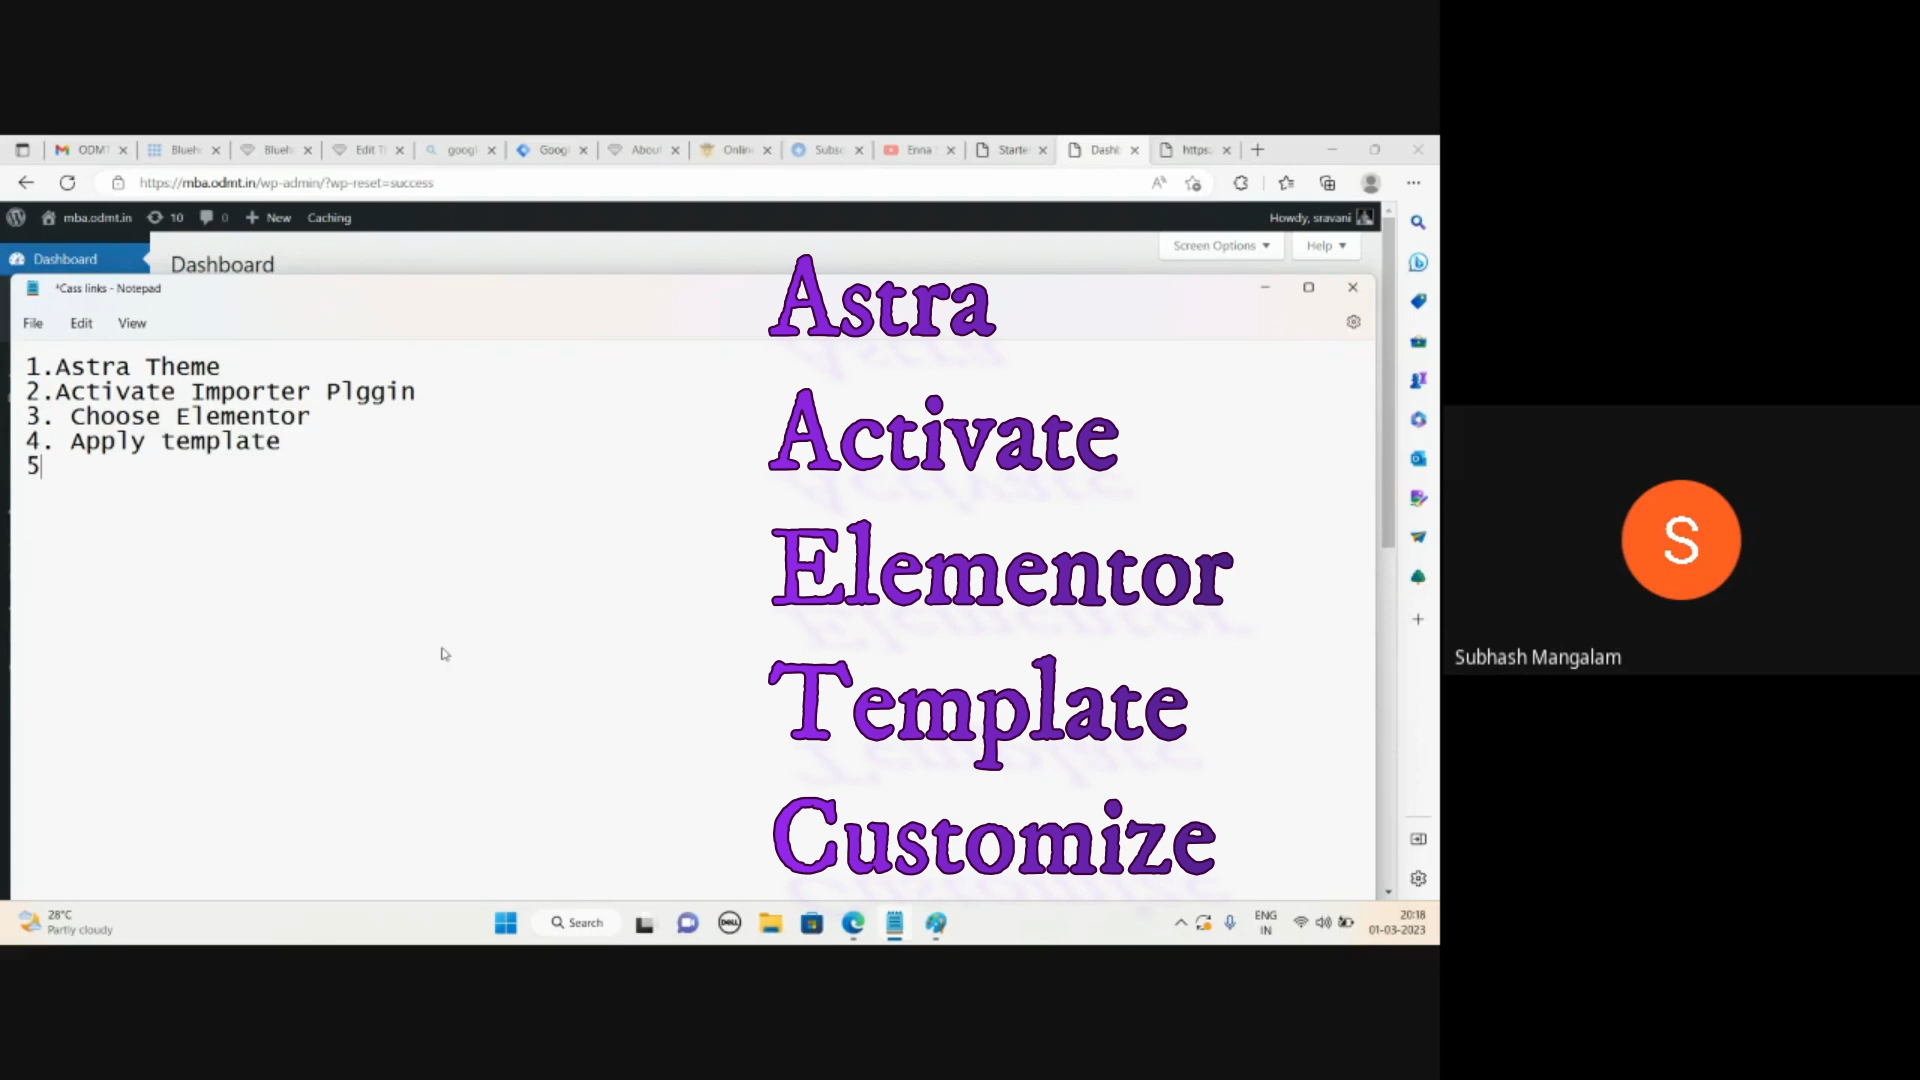 ODMT
Blueh
Blueh
Edit T
googl
Googl
About
Onlin
Subsc
Enna
Starte
Dashb
https:
https://mba.odmt.in/wp-admin/?wp-reset=success
mba.odmt.in 10 0 New Caching
Howdy, sravani
Dashboard
Dashboard
Screen Options
Help
*Cass links - Notepad
File Edit View
1.Astra Theme
2.Activate Importer Plggin
3. Choose Elementor
4. Apply template
5
Astra
Activate
Elementor
Template
Customize
S
Subhash Mangalam
28°C
Partly cloudy
Search
DELL
ENG
IN
20:18
01-03-2023